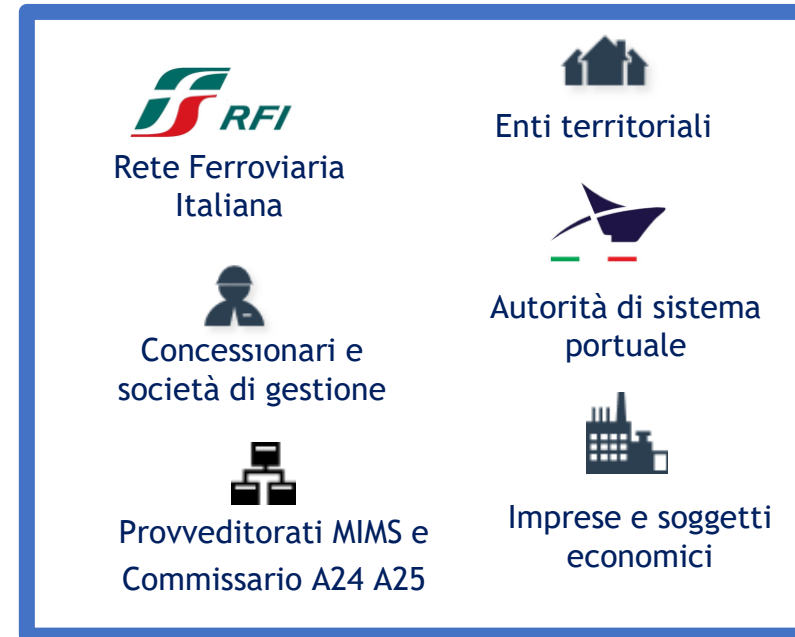 RFI
Rete Ferroviaria
Italiana
Concessionari e
società di gestione
Provveditorati MIMS e
Commissario A24 A25
Enti territoriali
Autorità di sistema
portuale
Imprese e soggetti
economici